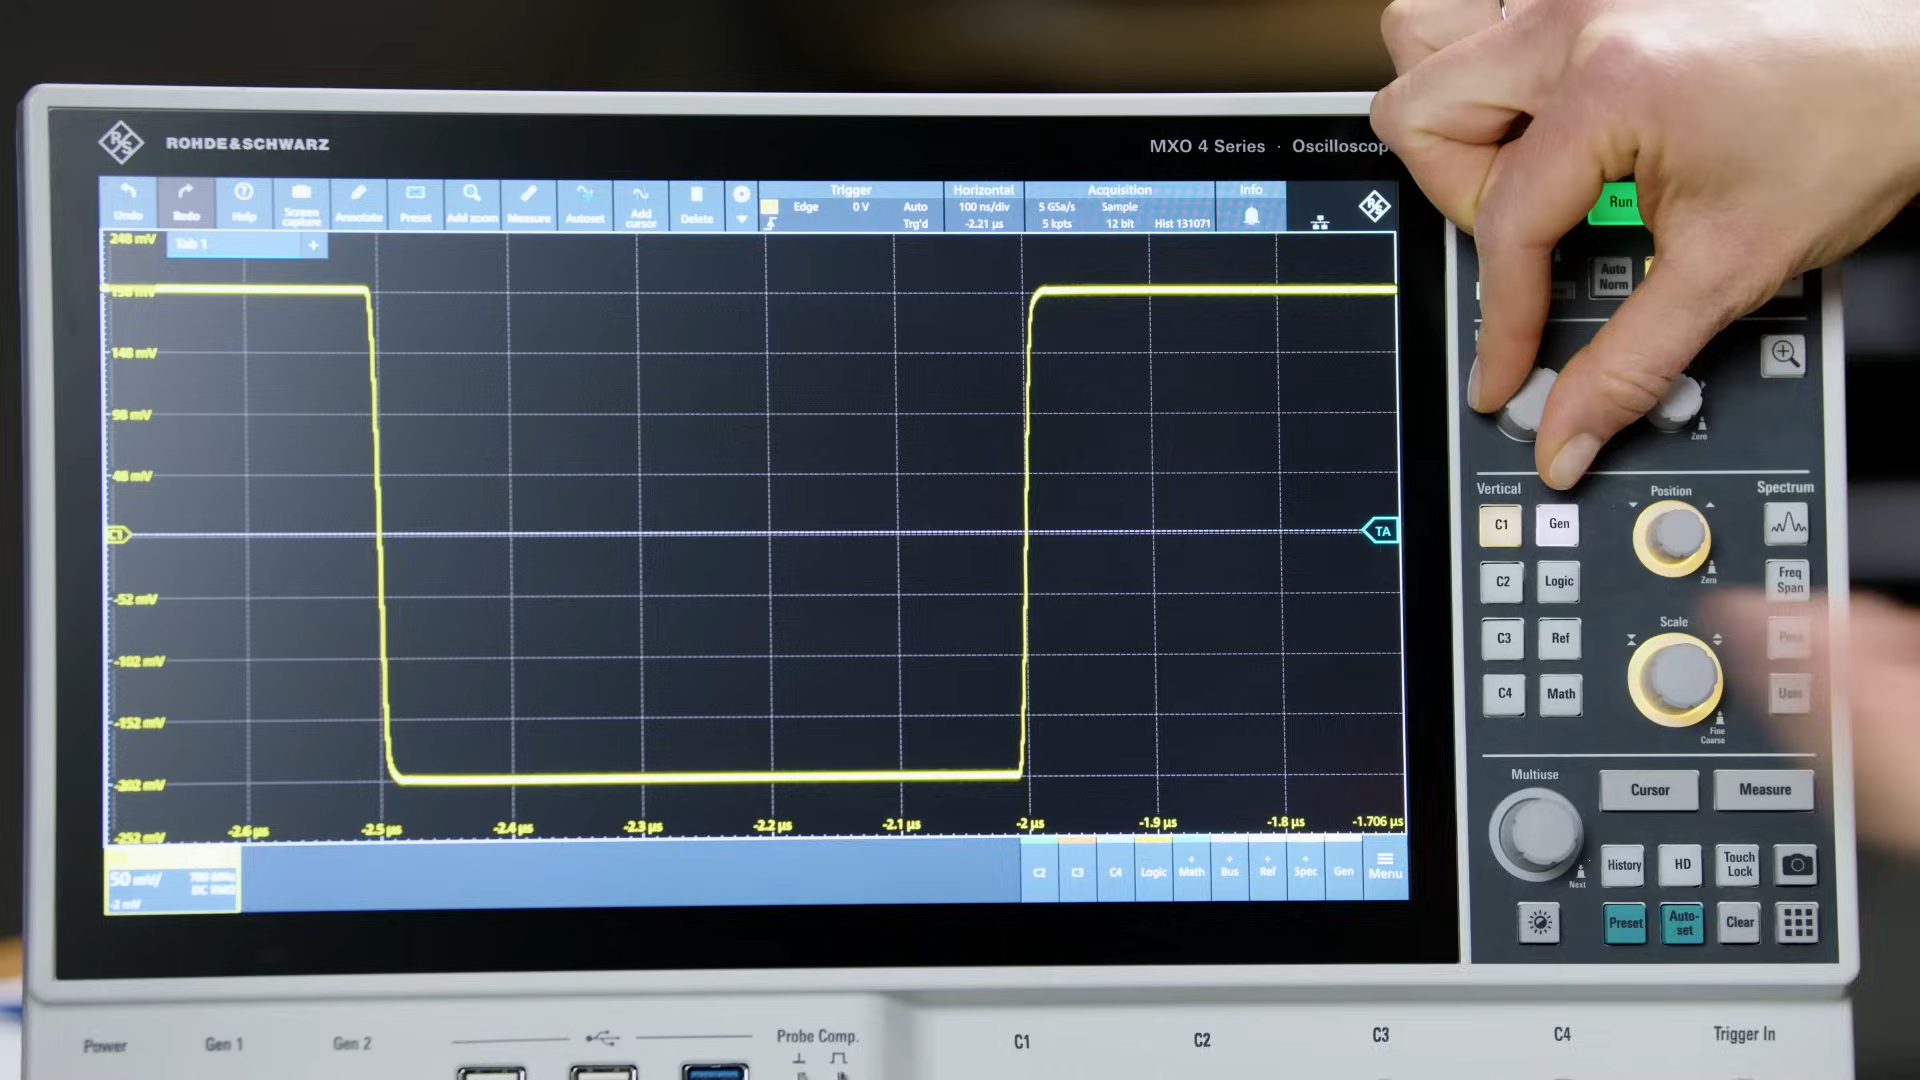 ROHDE&SCHWARZ
MXO 4 Series · Oscilloscop
Undo
Redo
Help
Screen capture
Annotate
Preset
Add zoom
Measure
Autoset
Add cursor
Delete
Trigger
Edge 0 V Auto
Trg'd
Horizontal
100 ns/div
-2.21 µs
Acquisition
5 GSa/s Sample
5 kpts 12 bit Hist 131071
Info
Run
Auto Norm
Zero
248 mV
Tab 1 +
148 mV
98 mV
48 mV
C1
TA
-52 mV
-102 mV
-152 mV
-202 mV
-252 mV
-2.6 µs
-2.5 µs
-2.4 µs
-2.3 µs
-2.2 µs
-2.1 µs
-2 µs
-1.9 µs
-1.8 µs
-1.706 µs
50 mV/
-2 mV
C2
C3
C4
Logic
Math
Bus
Ref
Spec
Gen
Menu
Vertical
Position
Spectrum
C1
Gen
Zero
C2
Logic
Freq Span
Scale
C3
Ref
C4
Math
Fine Coarse
Multiuse
Cursor
Measure
Next
History
HD
Touch Lock
Preset
Auto-set
Clear
Power
Gen 1
Gen 2
Probe Comp.
C1
C2
C3
C4
Trigger In